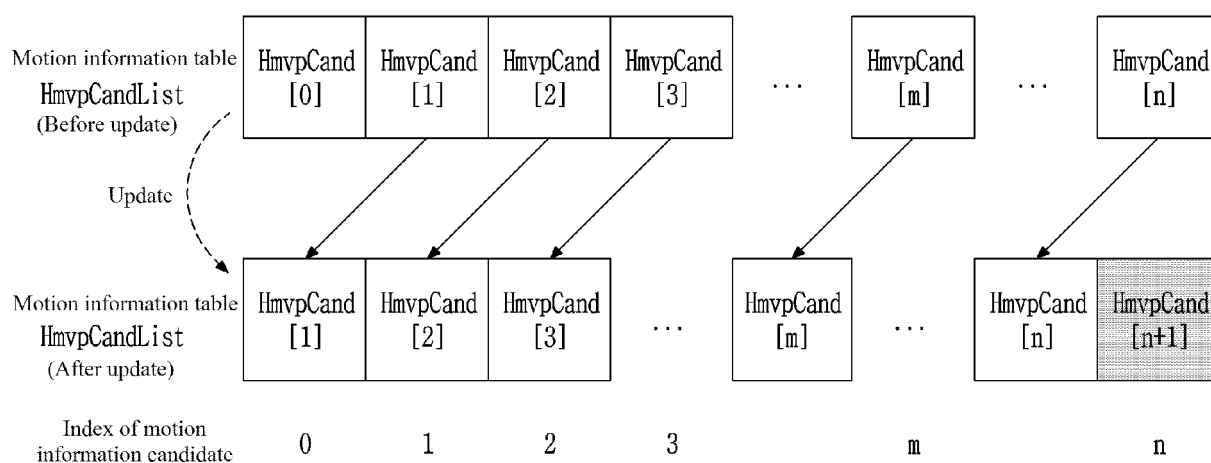 Motion information table
HmvpCandList
(Before update)
HmvpCand
[0]
HmvpCand
[1]
HmvpCand
[2]
HmvpCand
[3]
...
HmvpCand
[m]
...
HmvpCand
[n]
Update
Motion information table
HmvpCandList
(After update)
HmvpCand
[1]
HmvpCand
[2]
HmvpCand
[3]
...
HmvpCand
[m]
...
HmvpCand
[n]
HmvpCand
[n+1]
Index of motion
information candidate
0 1 2 3 m n